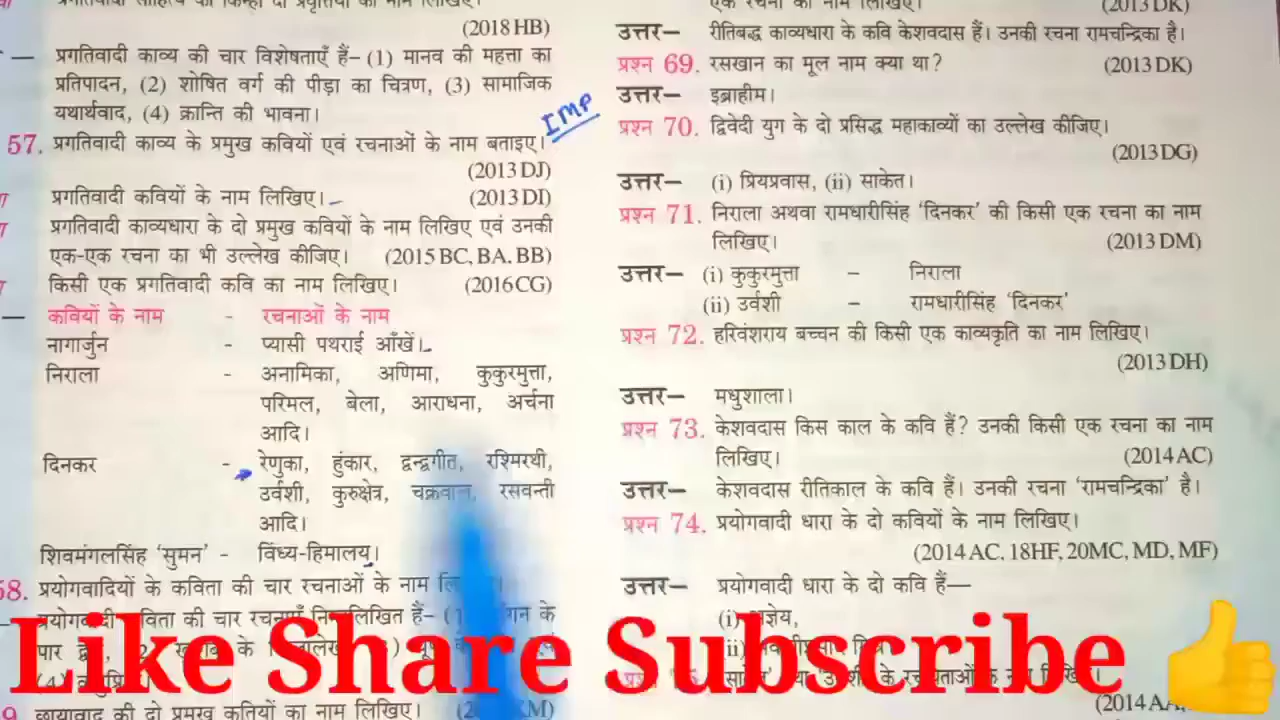 (2018 HB)
— प्रगतिवादी काव्य की चार विशेषताएँ हैं– (1) मानव की महत्ता का
प्रतिपादन, (2) शोषित वर्ग की पीड़ा का चित्रण, (3) सामाजिक
यथार्थवाद, (4) क्रान्ति की भावना।
IMP
57. प्रगतिवादी काव्य के प्रमुख कवियों एवं रचनाओं के नाम बताइए।
(2013 DJ)
प्रगतिवादी कवियों के नाम लिखिए। (2013 DI)
प्रगतिवादी काव्यधारा के दो प्रमुख कवियों के नाम लिखिए एवं उनकी
एक-एक रचना का भी उल्लेख कीजिए। (2015 BC, BA. BB)
किसी एक प्रगतिवादी कवि का नाम लिखिए। (2016 CG)
— कवियों के नाम - रचनाओं के नाम
नागार्जुन - प्यासी पथराई आँखें।
निराला - अनामिका, अणिमा, कुकुरमुत्ता,
परिमल, बेला, आराधना, अर्चना
आदि।
दिनकर - रेणुका, हुंकार, द्वन्द्वगीत, रश्मिरथी,
उर्वशी, कुरुक्षेत्र, चक्रवाल, रसवन्ती
आदि।
शिवमंगलसिंह ‘सुमन’ - विंध्य-हिमालय।
58. प्रयोगवादियों के कविता की चार रचनाओं के नाम
प्रयोगवादी कविता की चार रचनाएँ निम्नलिखित हैं– के
पार के
छायावाद की दो प्रमुख कृतियों का नाम लिखिए।
(2013 DK)
उत्तर– रीतिबद्ध काव्यधारा के कवि केशवदास हैं। उनकी रचना रामचन्द्रिका है।
प्रश्न 69. रसखान का मूल नाम क्या था? (2013 DK)
उत्तर– इब्राहीम।
प्रश्न 70. द्विवेदी युग के दो प्रसिद्ध महाकाव्यों का उल्लेख कीजिए।
(2013 DG)
उत्तर– (i) प्रियप्रवास, (ii) साकेत।
प्रश्न 71. निराला अथवा रामधारीसिंह ‘दिनकर’ की किसी एक रचना का नाम
लिखिए। (2013 DM)
उत्तर– (i) कुकुरमुत्ता – निराला
(ii) उर्वशी – रामधारीसिंह ‘दिनकर’
प्रश्न 72. हरिवंशराय बच्चन की किसी एक काव्यकृति का नाम लिखिए।
(2013 DH)
उत्तर– मधुशाला।
प्रश्न 73. केशवदास किस काल के कवि हैं? उनकी किसी एक रचना का नाम
लिखिए। (2014 AC)
उत्तर– केशवदास रीतिकाल के कवि हैं। उनकी रचना ‘रामचन्द्रिका’ है।
प्रश्न 74. प्रयोगवादी धारा के दो कवियों के नाम लिखिए।
(2014 AC, 18HF, 20MC, MD, MF)
उत्तर– प्रयोगवादी धारा के दो कवि हैं—
(i) अज्ञेय,
Like Share Subscribe